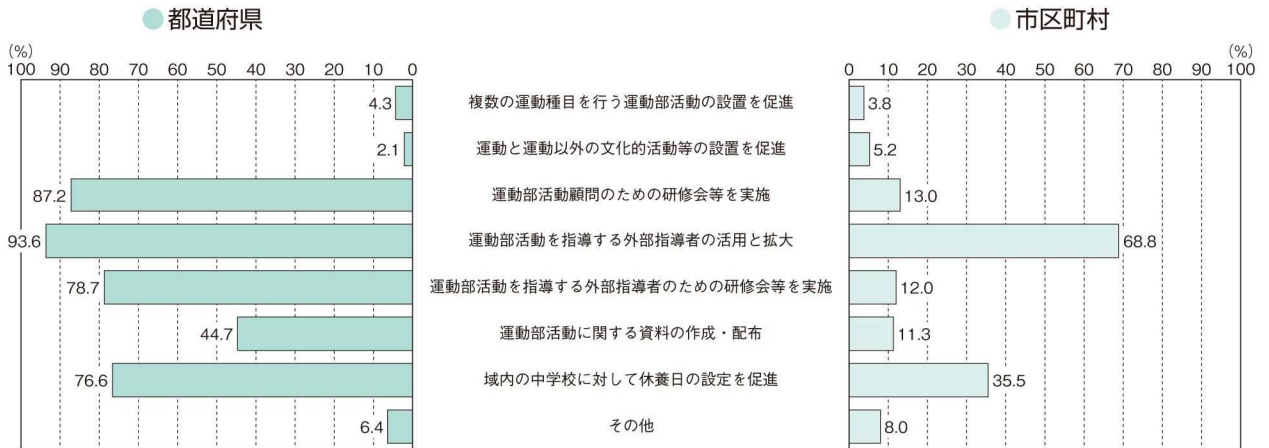 都道府県
市区町村
(%)
100 90 80 70 60 50 40 30 20 10 0
(%)
0 10 20 30 40 50 60 70 80 90 100
4.3 複数の運動種目を行う運動部活動の設置を促進 3.8
2.1 運動と運動以外の文化的活動等の設置を促進 5.2
87.2 運動部活動顧問のための研修会等を実施 13.0
93.6 運動部活動を指導する外部指導者の活用と拡大 68.8
78.7 運動部活動を指導する外部指導者のための研修会等を実施 12.0
44.7 運動部活動に関する資料の作成・配布 11.3
76.6 域内の中学校に対して休養日の設定を促進 35.5
6.4 その他 8.0